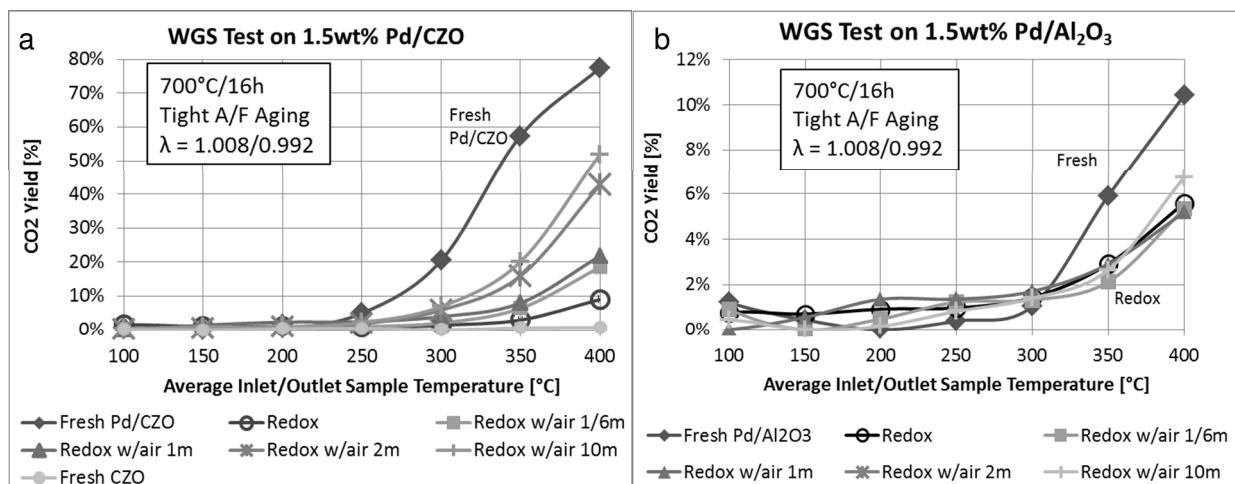 a
WGS Test on 1.5wt% Pd/CZO
CO2 Yield [%]
80%
70%
60%
50%
40%
30%
20%
10%
0%
700°C/16h
Tight A/F Aging
λ = 1.008/0.992
Fresh
Pd/CZO
100 150 200 250 300 350 400
Average Inlet/Outlet Sample Temperature [°C]
Fresh Pd/CZO Redox Redox w/air 1/6m
Redox w/air 1m Redox w/air 2m Redox w/air 10m
Fresh CZO
b
WGS Test on 1.5wt% Pd/Al₂O₃
CO2 Yield [%]
12%
10%
8%
6%
4%
2%
0%
700°C/16h
Tight A/F Aging
λ = 1.008/0.992
Fresh
Redox
100 150 200 250 300 350 400
Average Inlet/Outlet Sample Temperature [°C]
Fresh Pd/Al2O3 Redox Redox w/air 1/6m
Redox w/air 1m Redox w/air 2m Redox w/air 10m